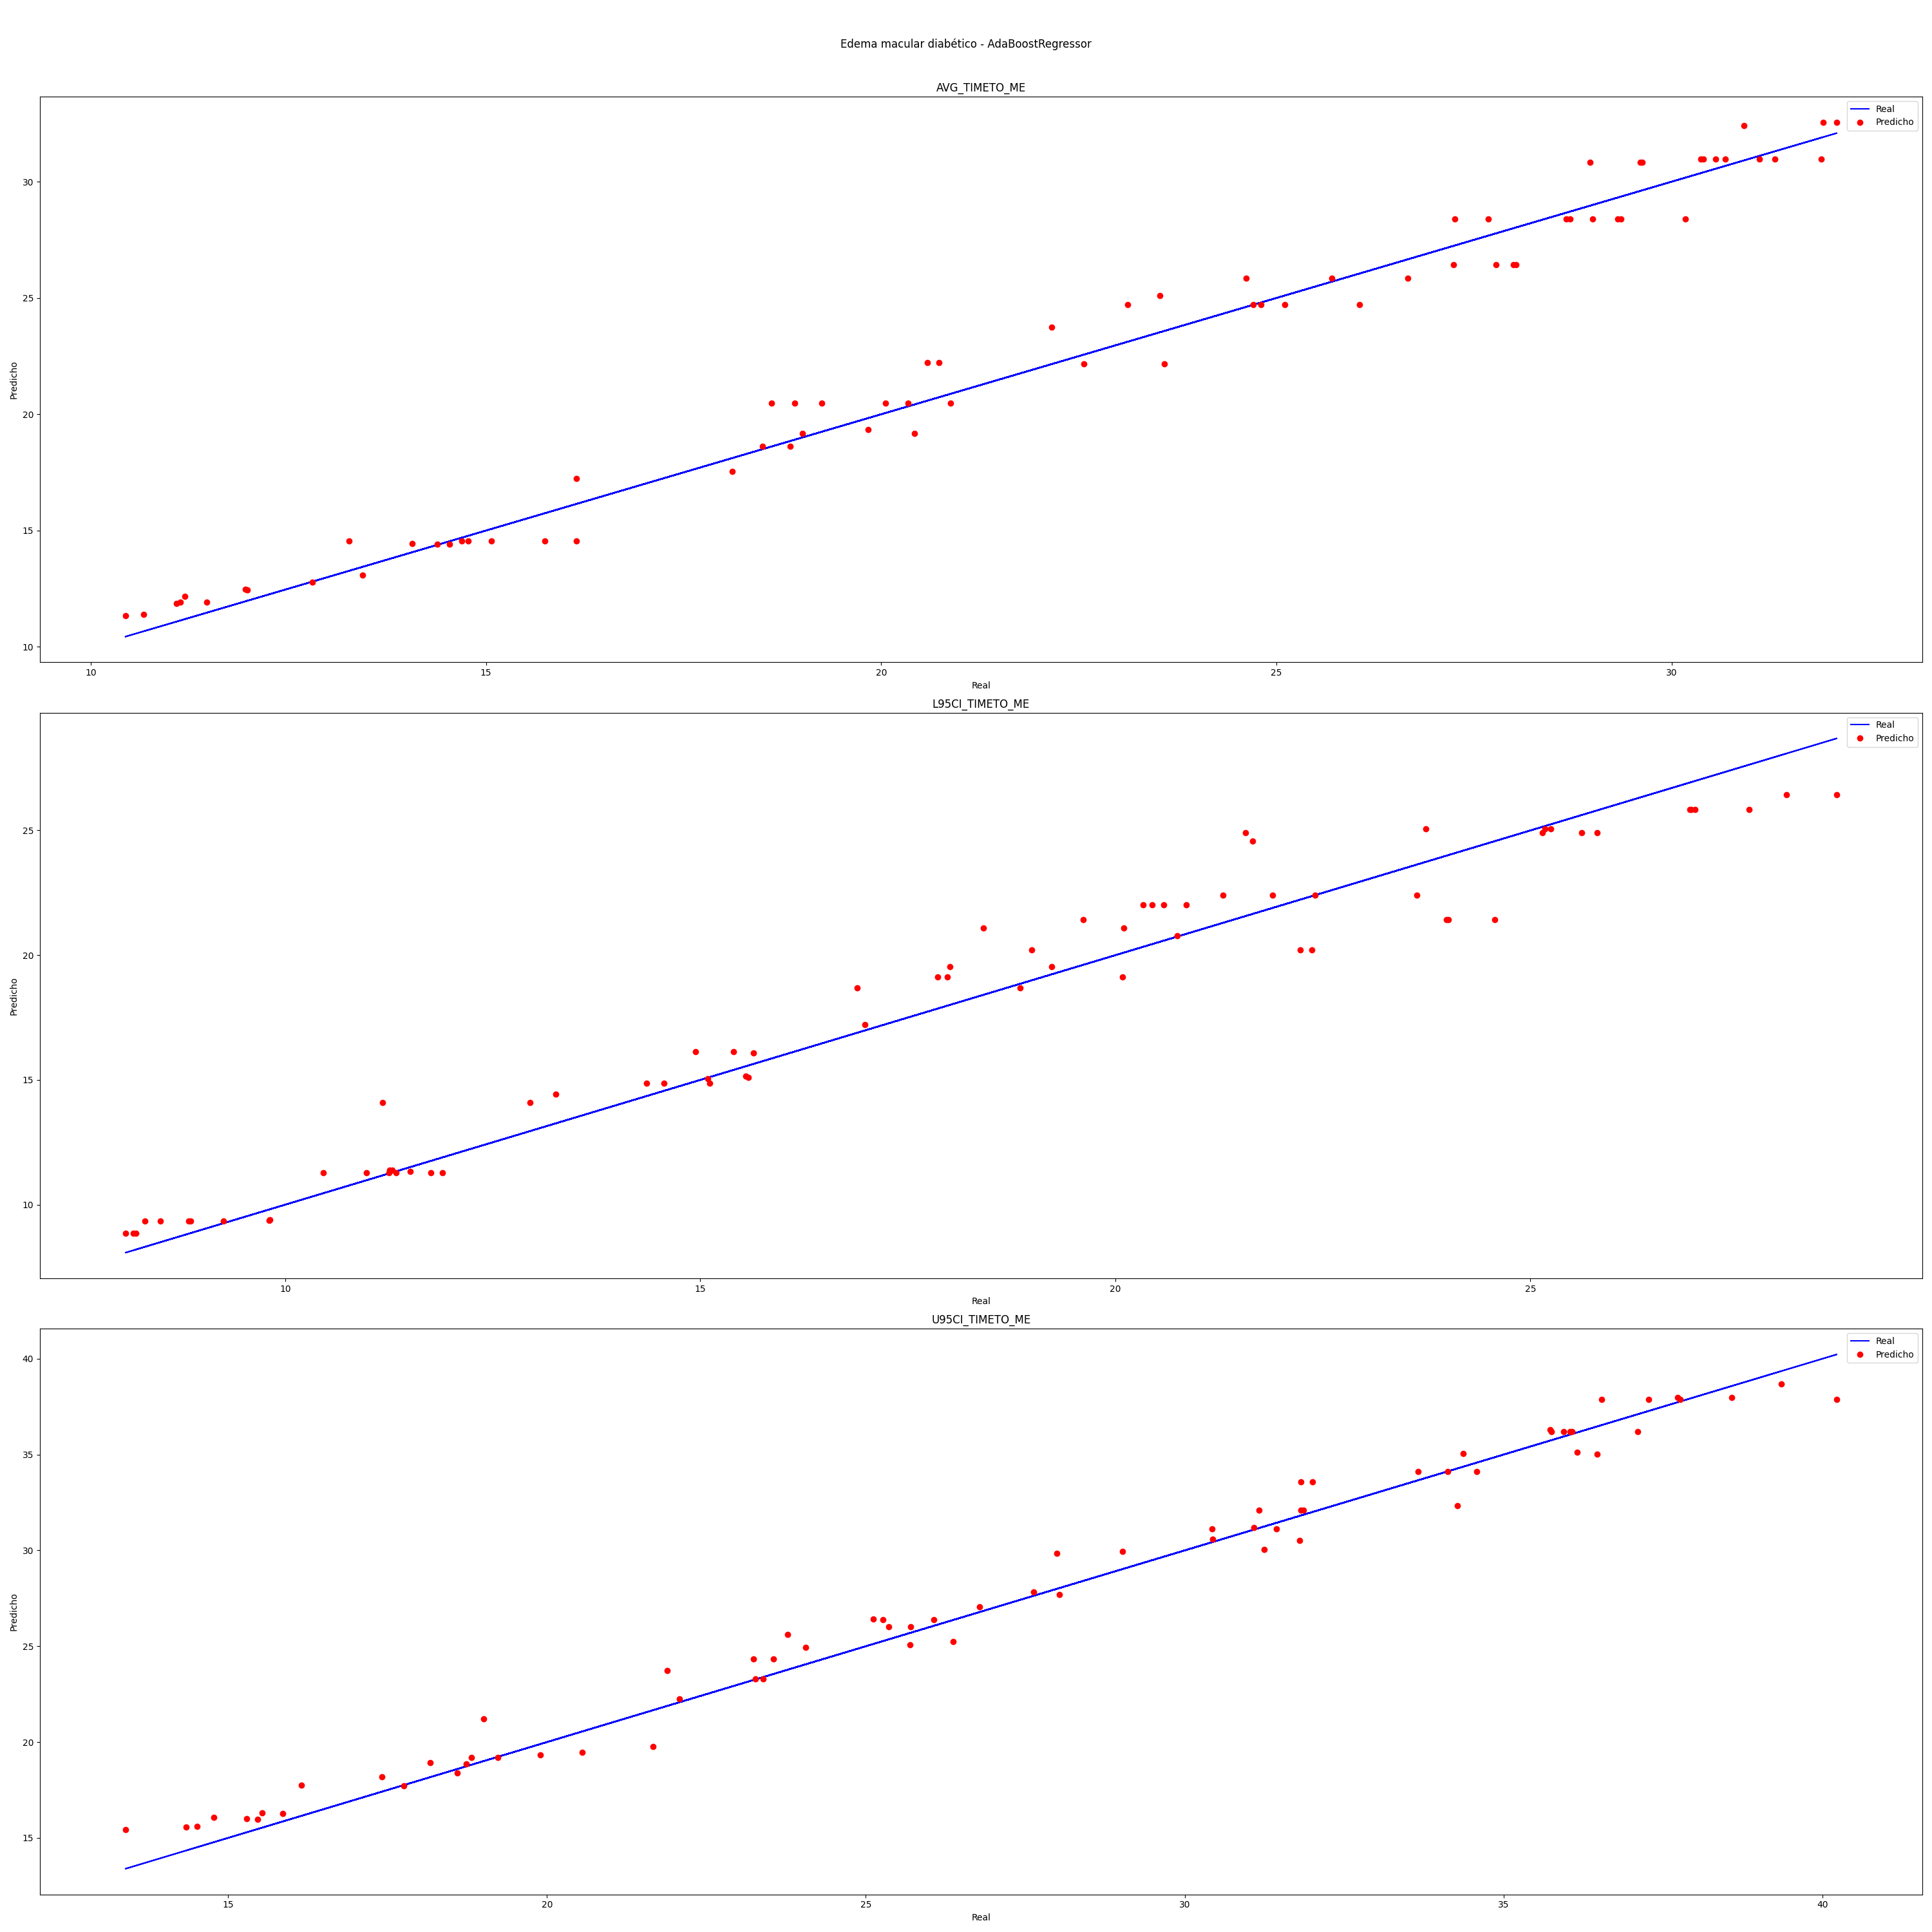 Edema macular diabético - AdaBoostRegressor
AVG_TIMETO_ME
Real
Predicho
30
25
20
15
10
Predicho
10 15 20 25 30
Real
L95CI_TIMETO_ME
Real
Predicho
25
20
15
10
Predicho
10 15 20 25
Real
U95CI_TIMETO_ME
Real
Predicho
40
35
30
25
20
15
Predicho
15 20 25 30 35 40
Real